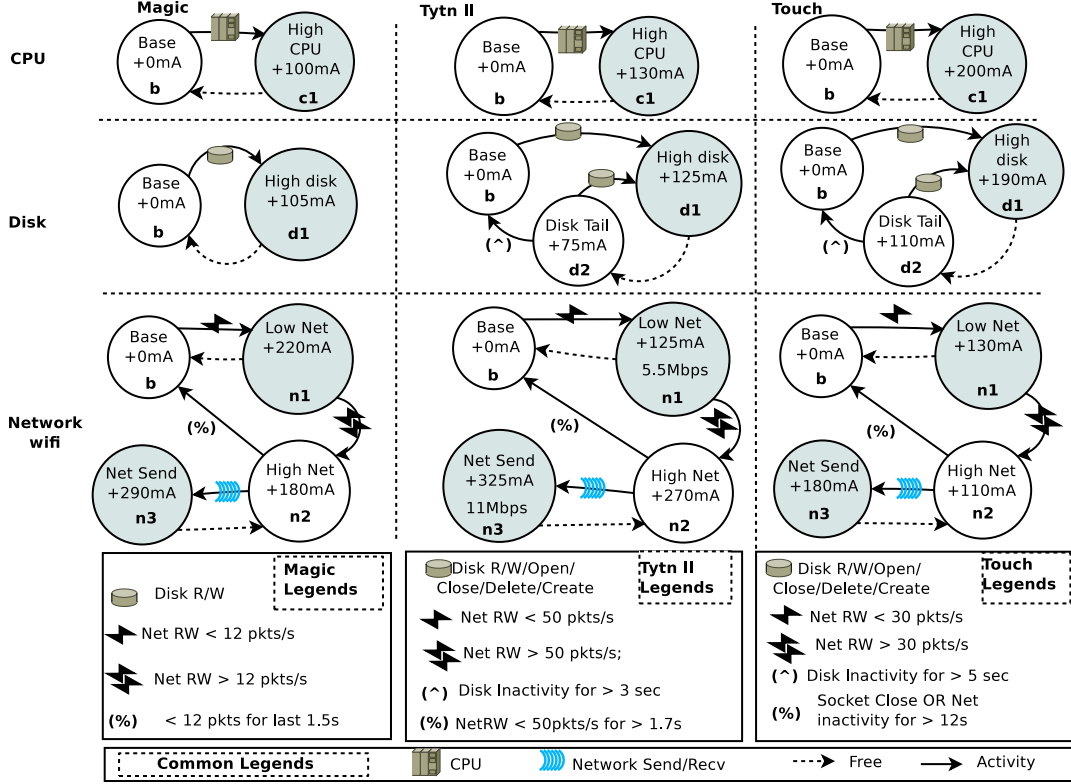 Magic
Tytn II
Touch
CPU
Base
+0mA
b
High
CPU
+100mA
c1
Base
+0mA
b
High
CPU
+130mA
c1
Base
+0mA
b
High
CPU
+200mA
c1
Disk
Base
+0mA
b
High disk
+105mA
d1
Base
+0mA
b
High disk
+125mA
d1
(^)
Disk Tail
+75mA
d2
Base
+0mA
b
High
disk
+190mA
d1
(^)
Disk Tail
+110mA
d2
Network
wifi
Base
+0mA
b
Low Net
+220mA
n1
(%)
Net Send
+290mA
n3
High Net
+180mA
n2
Base
+0mA
b
Low Net
+125mA
5.5Mbps
n1
(%)
Net Send
+325mA
11Mbps
n3
High Net
+270mA
n2
Base
+0mA
b
Low Net
+130mA
n1
(%)
Net Send
+180mA
n3
High Net
+110mA
n2
Magic
Legends
Disk R/W
Net RW < 12 pkts/s
Net RW > 12 pkts/s
(%) < 12 pkts for last 1.5s
Tytn II
Legends
Disk R/W/Open/
Close/Delete/Create
Net RW < 50 pkts/s
Net RW > 50 pkts/s;
(^) Disk Inactivity for > 3 sec
(%) NetRW < 50pkts/s for > 1.7s
Touch
Legends
Disk R/W/Open/
Close/Delete/Create
Net RW < 30 pkts/s
Net RW > 30 pkts/s
(^) Disk Inactivity for > 5 sec
(%) Socket Close OR Net
inactivity for > 12s
Common Legends
CPU
Network Send/Recv
Free
Activity